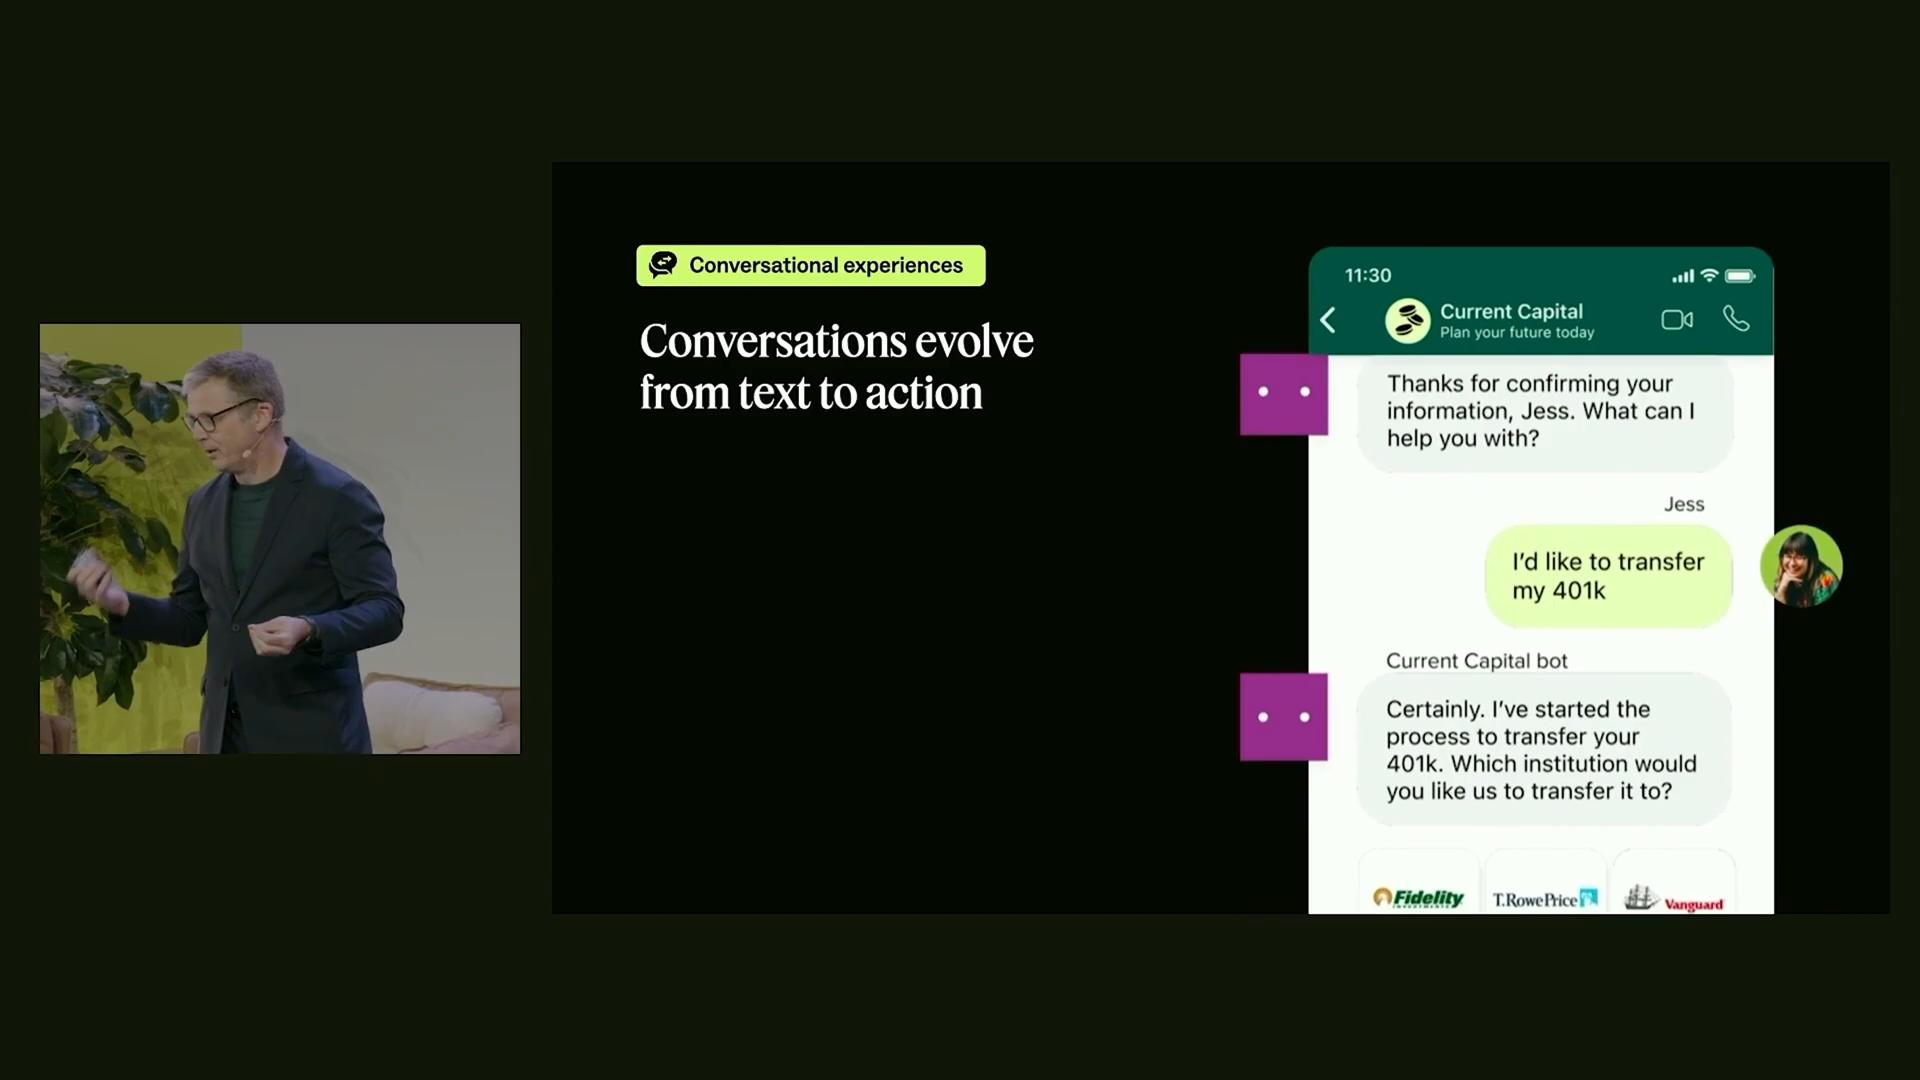 Conversational experiences
Conversations evolve
from text to action
11:30
Current Capital
Plan your future today
Thanks for confirming your
information, Jess. What can I
help you with?
Jess
I’d like to transfer
my 401k
Current Capital bot
Certainly. I’ve started the
process to transfer your
401k. Which institution would
you like us to transfer it to?
Fidelity
INVESTMENTS
T.RowePrice
Vanguard